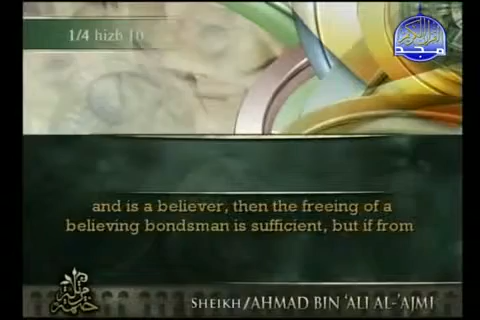 1/4 hizb 10
مجد
and is a believer, then the freeing of a
believing bondsman is sufficient, but if from
SHEIKH/AHMAD BIN 'ALI AL-'AJMI